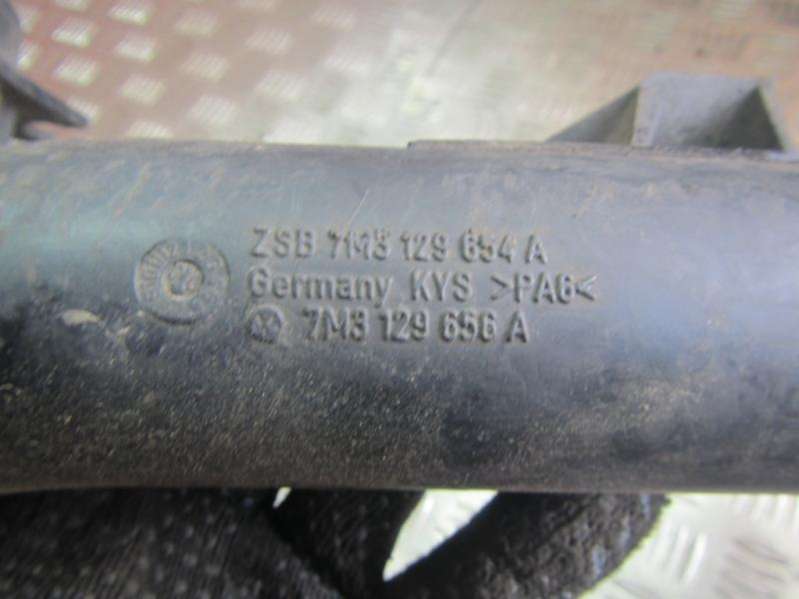 ZSB 7M3 129 654 A
Germany KYS >PA6<
7M3 129 656 A